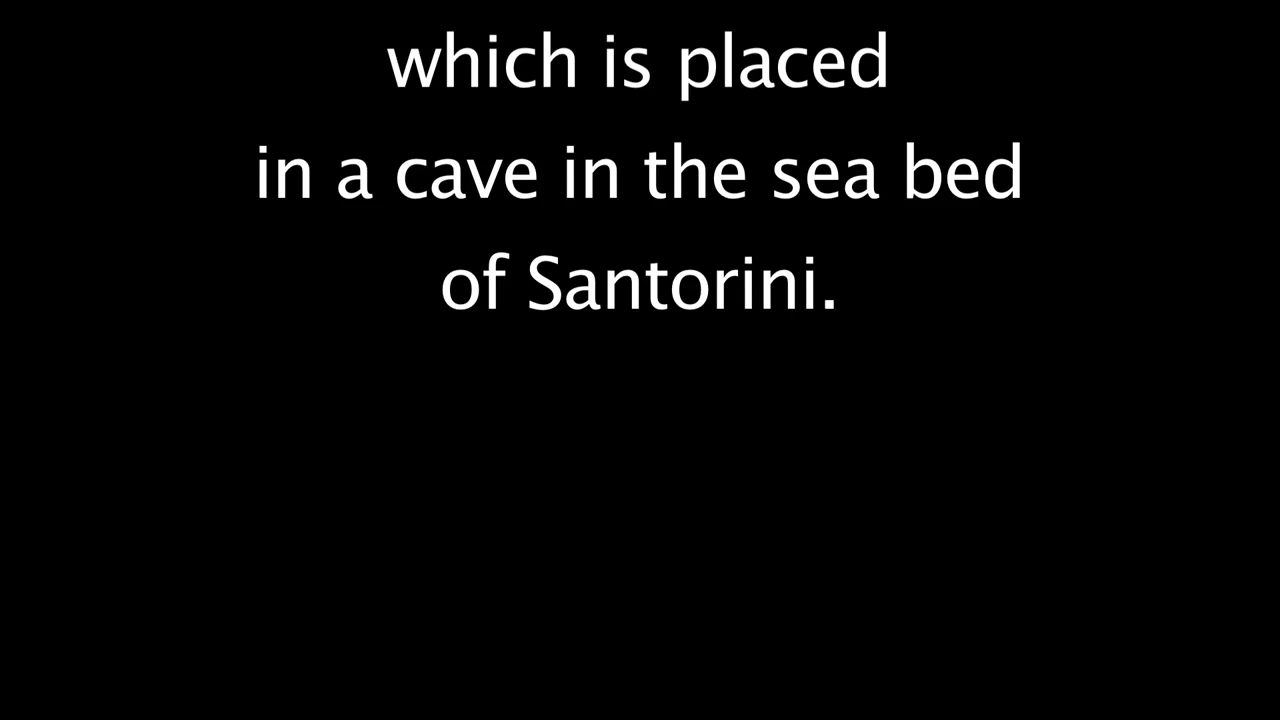 which is placed
in a cave in the sea bed
of Santorini.